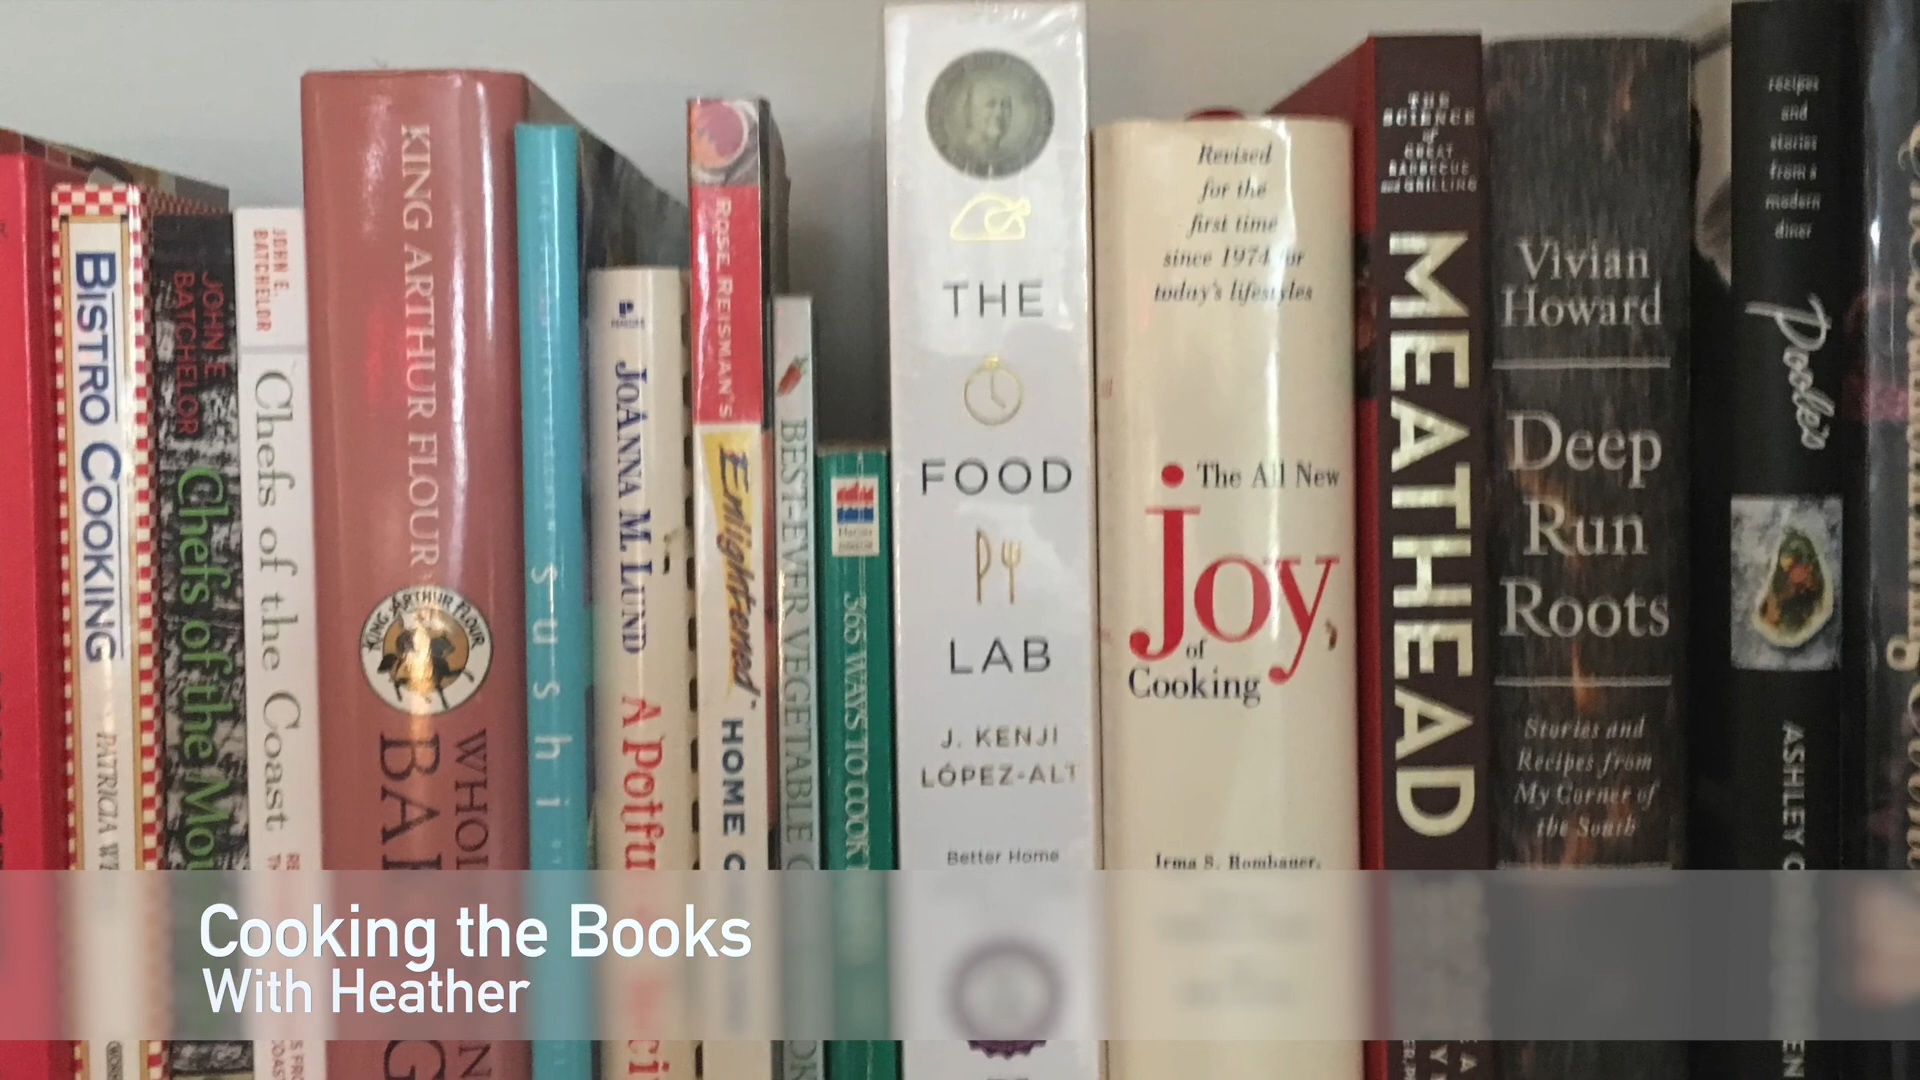 BISTRO COOKING
PATRICIA
JOHN E.
BATCHELOR
Chefs of the
JOHN E.
BATCHELOR
Chefs of the Coast
KING ARTHUR FLOUR
KING ARTHUR FLOUR
sushi
JOANNA M. LUND
A Potfu
ROSE REISMAN'S
Enlightened
HOME
BEST-EVER VEGETABLE
365 WAYS TO COOK
THE
FOOD
LAB
J. KENJI
LÓPEZ-ALT
Better Home
Revised
for the
first time
since 1974 for
today's lifestyles
The All New
Joy
of
Cooking
Irma S. Rombauer,
THE
SCIENCE
of
GREAT
BARBECUE
and GRILLING
MEATHEAD
Vivian
Howard
Deep
Run
Roots
Stories and
Recipes from
My Corner of
the South
recipes
and
stories
from a
modern
diner
Poole's
ASHLEY
Cooking the Books
With Heather